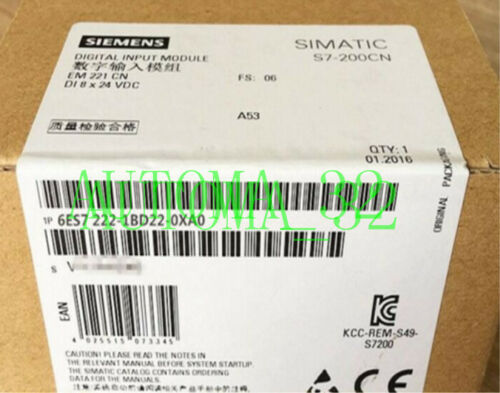 SIEMENS
SIMATIC
S7-200CN
DIGITAL INPUT MODULE
数字输入模组
EM 221 CN
DI 8 x 24 VDC
FS: 06
A53
质量检验合格
QTY: 1
01.2016
ORIGINAL PACKAGING
AUTOMA_32
1P 6ES7 222-1BD22-0XA0
S V
EAN
4 025515 073345
KCC-REM-S49-
S7200
CAUTION! PLEASE READ THE NOTES IN
THE RELEVANT MANUAL BEFORE SYSTEM STARTUP.
THE SIMATIC CATALOG CONTAINS ORDERING
DATA FOR THE MANUALS.